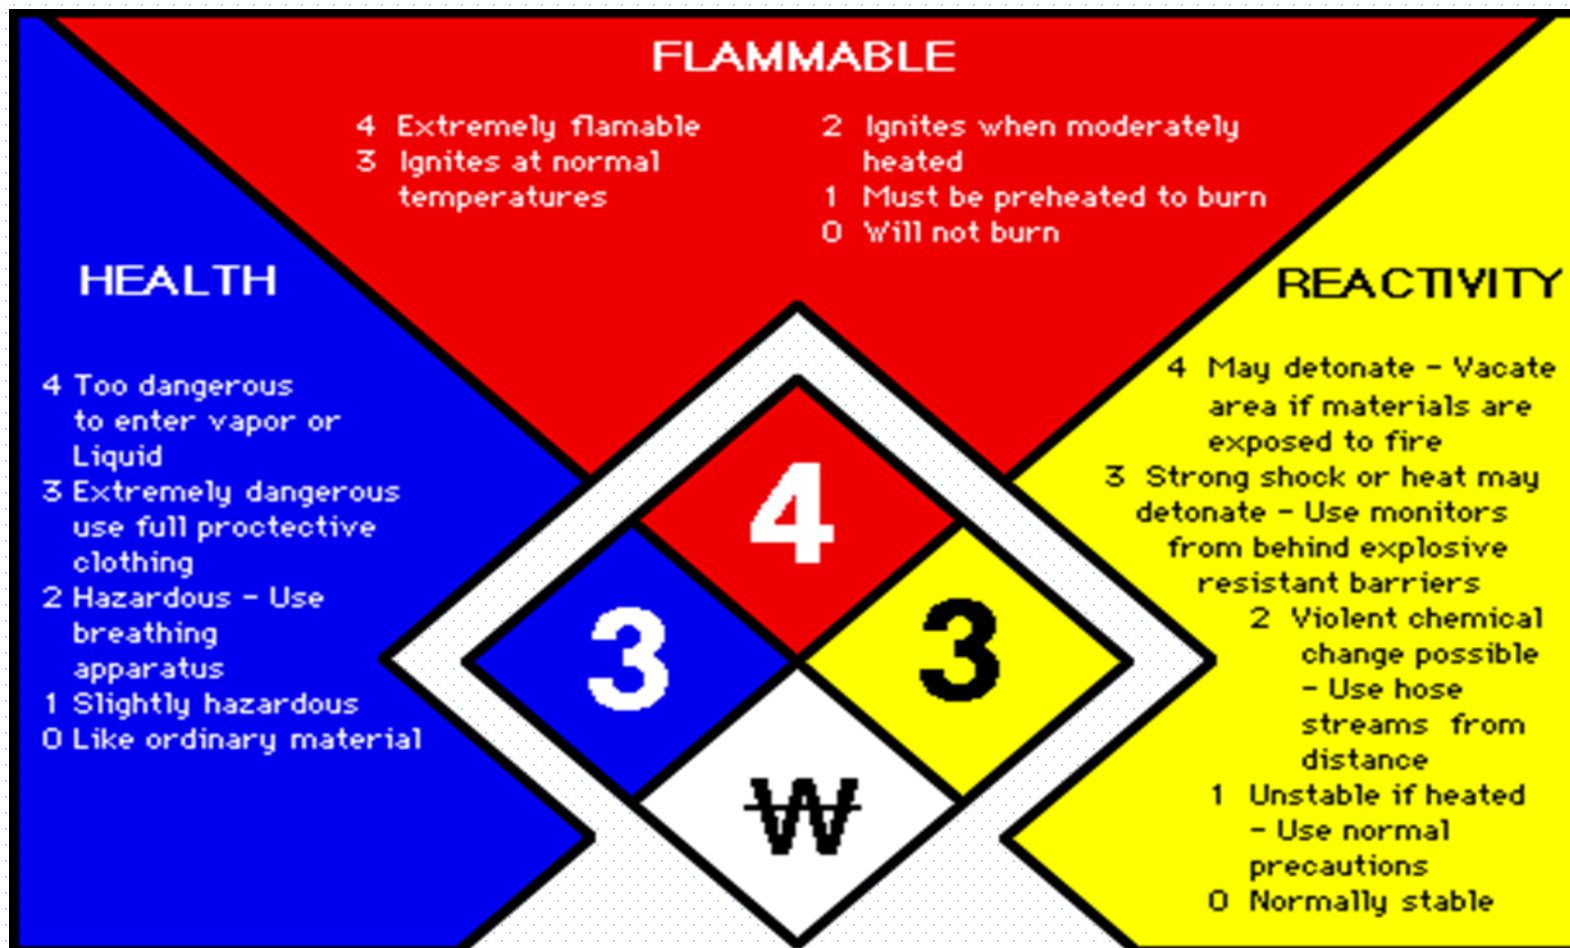 FLAMMABLE
4 Extremely flamable
3 Ignites at normal
temperatures
2 Ignites when moderately
heated
1 Must be preheated to burn
0 Will not burn
HEALTH
4 Too dangerous
to enter vapor or
Liquid
3 Extremely dangerous
use full proctective
clothing
2 Hazardous - Use
breathing
apparatus
1 Slightly hazardous
0 Like ordinary material
REACTIVITY
4 May detonate - Vacate
area if materials are
exposed to fire
3 Strong shock or heat may
detonate - Use monitors
from behind explosive
resistant barriers
2 Violent chemical
change possible
- Use hose
streams from
distance
1 Unstable if heated
- Use normal
precautions
0 Normally stable
4
3
3
W